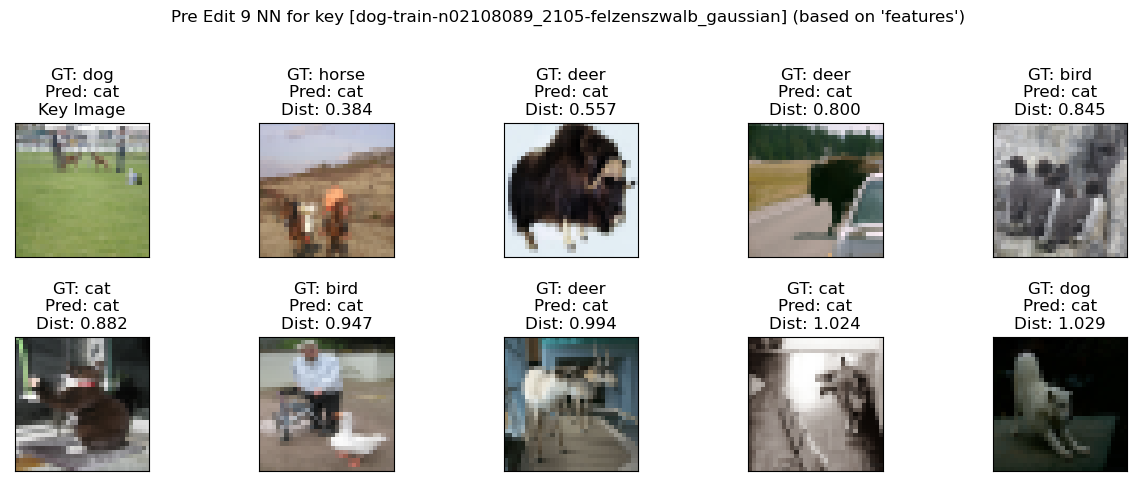 Pre Edit 9 NN for key [dog-train-n02108089_2105-felzenszwalb_gaussian] (based on 'features')
GT: dog
Pred: cat
Key Image
GT: horse
Pred: cat
Dist: 0.384
GT: deer
Pred: cat
Dist: 0.557
GT: deer
Pred: cat
Dist: 0.800
GT: bird
Pred: cat
Dist: 0.845
GT: cat
Pred: cat
Dist: 0.882
GT: bird
Pred: cat
Dist: 0.947
GT: deer
Pred: cat
Dist: 0.994
GT: cat
Pred: cat
Dist: 1.024
GT: dog
Pred: cat
Dist: 1.029